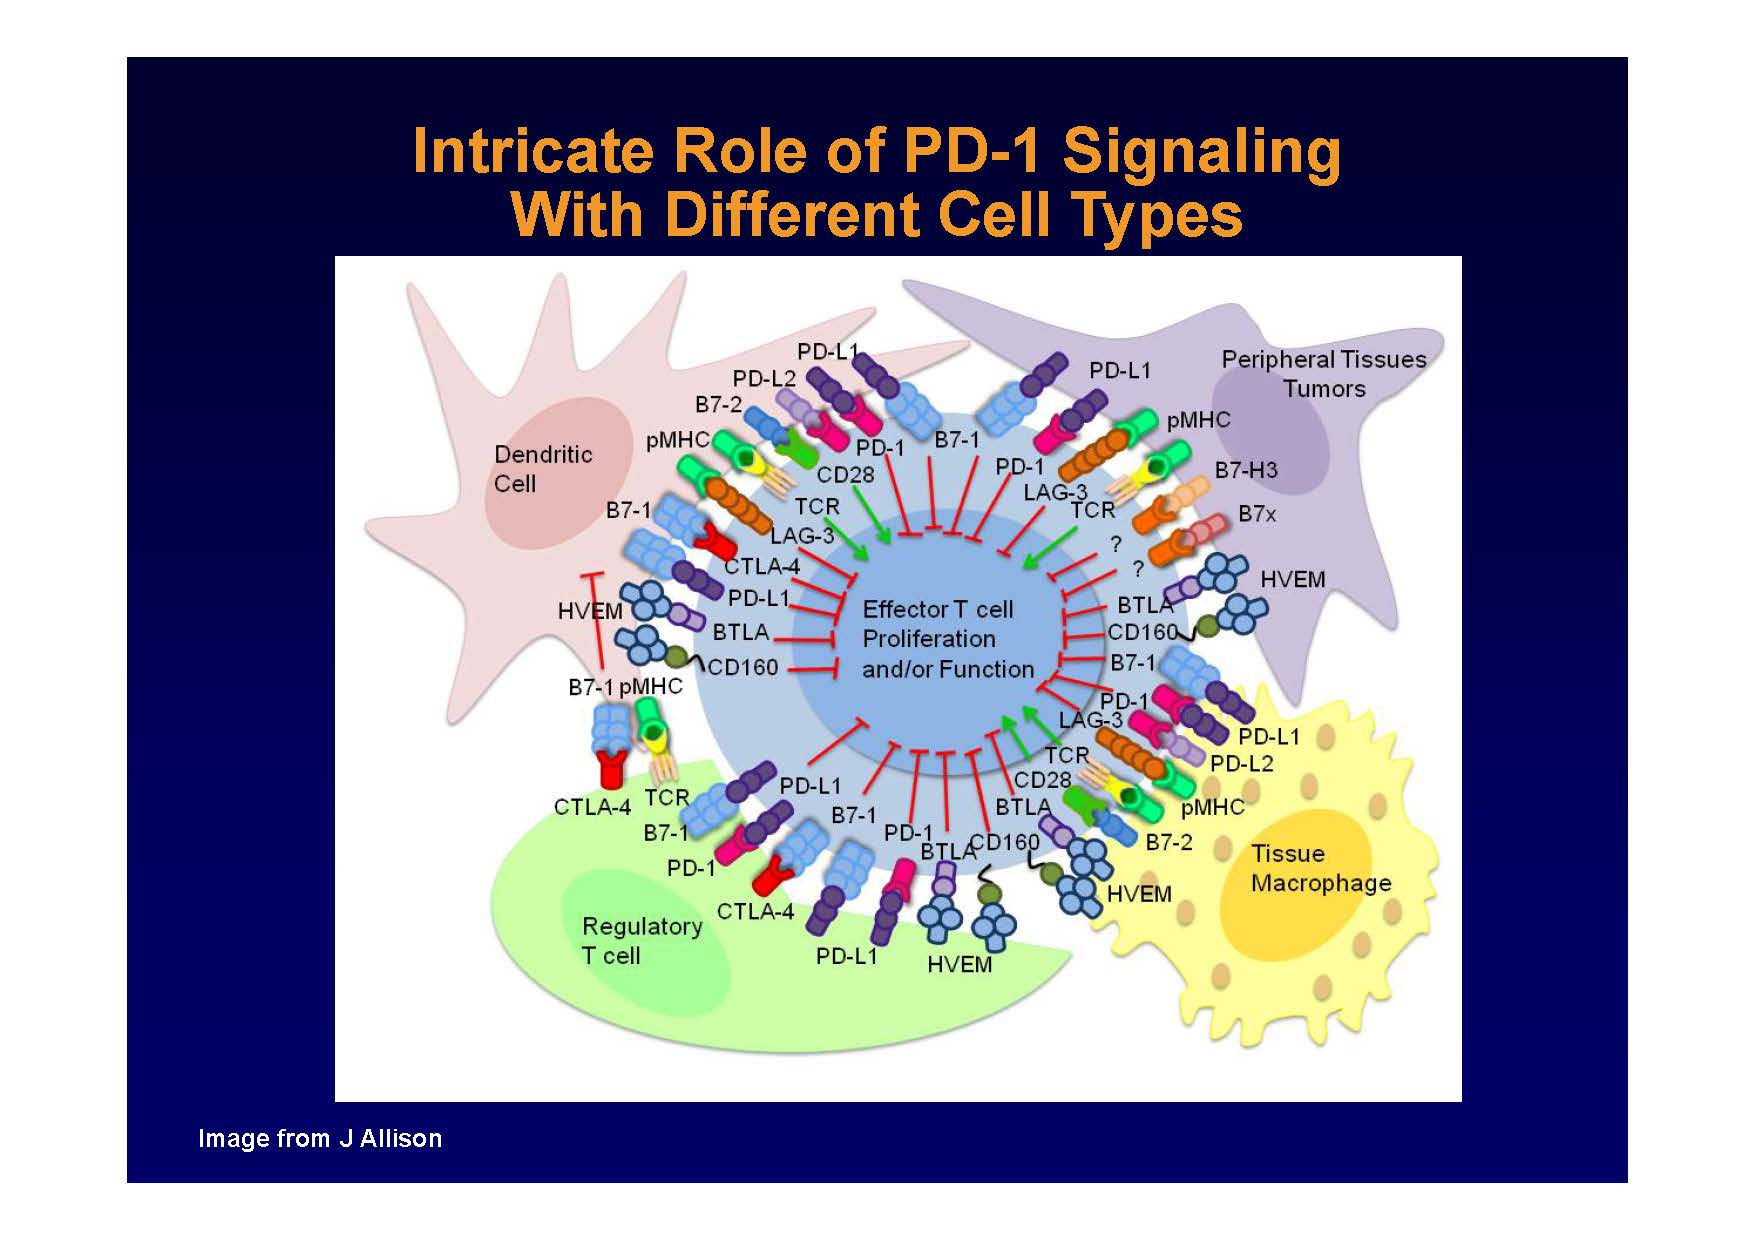 Intricate Role of PD-1 Signaling
With Different Cell Types
PD-L1
PD-L2
B7-2
pMHC
B7-1
Dendritic
Cell
PD-1
CD28
TCR
LAG-3
CTLA-4
PD-L1
BTLA
CD160
HVEM
B7-1
B7-1
pMHC
CTLA-4
TCR
PD-L1
Peripheral Tissues
Tumors
pMHC
B7-H3
B7x
HVEM
PD-1
LAG-3
TCR
?
?
BTLA
CD160
B7-1
PD-1
LAG-3
TCR
CD28
BTLA
CD160
Effector T cell
Proliferation
and/or Function
PD-L1
PD-L2
pMHC
B7-2
HVEM
Tissue
Macrophage
PD-L1
B7-1
PD-1
BTLA
B7-1
PD-1
CTLA-4
PD-L1
HVEM
Regulatory
T cell
Image from J Allison